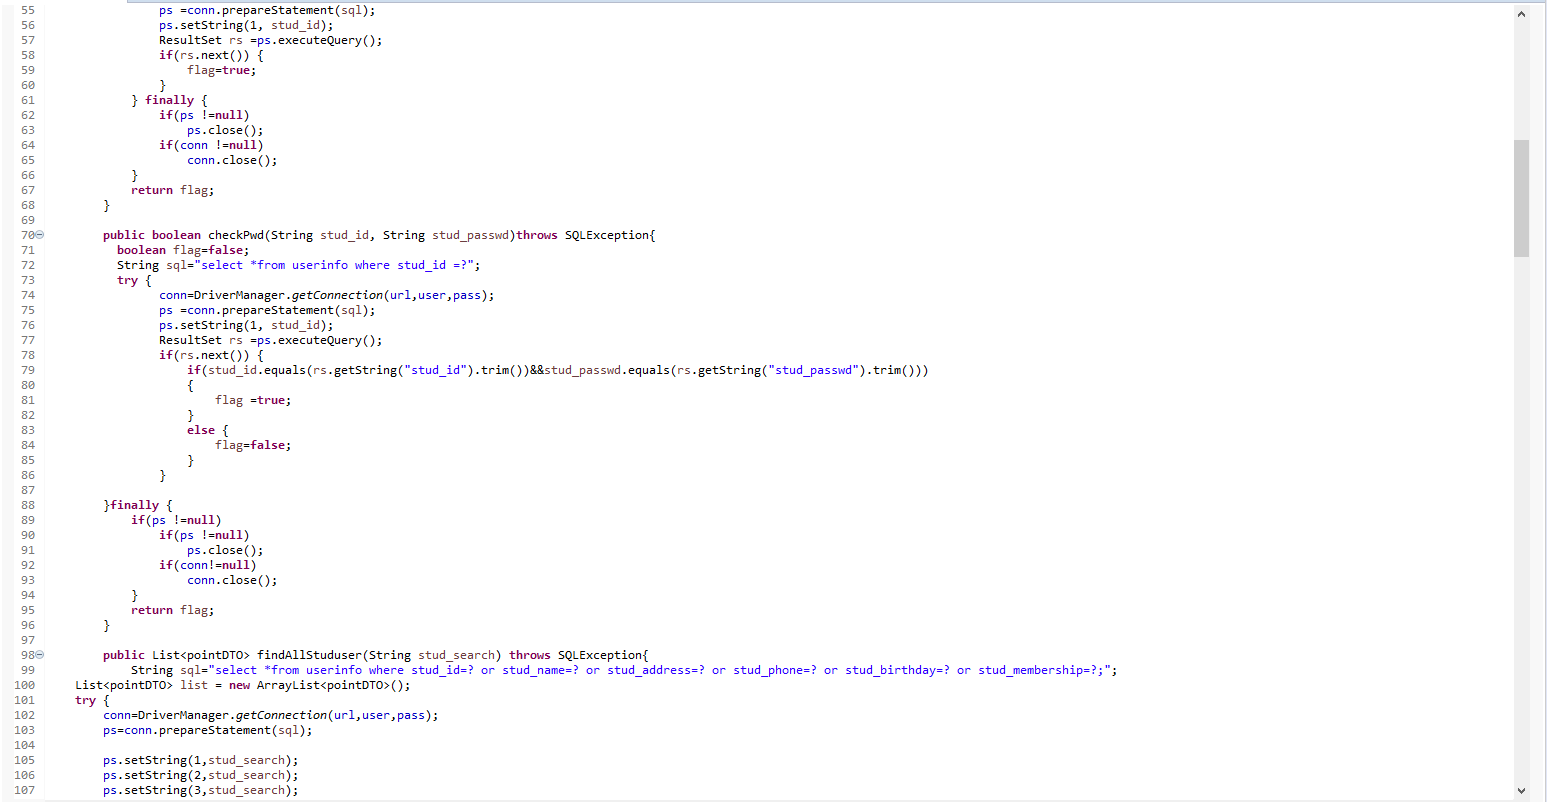 55 ps =conn.prepareStatement(sql);
56 ps.setString(1, stud_id);
57 ResultSet rs =ps.executeQuery();
58 if(rs.next()) {
59 flag=true;
60 }
61 } finally {
62 if(ps !=null)
63 ps.close();
64 if(conn !=null)
65 conn.close();
66 }
67 return flag;
68 }
69
70 public boolean checkPwd(String stud_id, String stud_passwd)throws SQLException{
71 boolean flag=false;
72 String sql="select *from userinfo where stud_id =?";
73 try {
74 conn=DriverManager.getConnection(url,user,pass);
75 ps =conn.prepareStatement(sql);
76 ps.setString(1, stud_id);
77 ResultSet rs =ps.executeQuery();
78 if(rs.next()) {
79 if(stud_id.equals(rs.getString("stud_id").trim())&&stud_passwd.equals(rs.getString("stud_passwd").trim()))
80 {
81 flag =true;
82 }
83 else {
84 flag=false;
85 }
86 }
87
88 }finally {
89 if(ps !=null)
90 if(ps !=null)
91 ps.close();
92 if(conn!=null)
93 conn.close();
94 }
95 return flag;
96 }
97
98 public List<pointDTO> findAllStuduser(String stud_search) throws SQLException{
99 String sql="select *from userinfo where stud_id=? or stud_name=? or stud_address=? or stud_phone=? or stud_birthday=? or stud_membership=?;";
100 List<pointDTO> list = new ArrayList<pointDTO>();
101 try {
102 conn=DriverManager.getConnection(url,user,pass);
103 ps=conn.prepareStatement(sql);
104
105 ps.setString(1,stud_search);
106 ps.setString(2,stud_search);
107 ps.setString(3,stud_search);